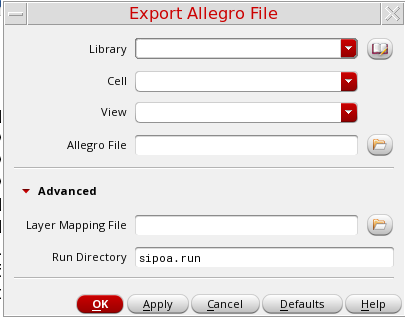 Export Allegro File
Library
Cell
View
Allegro File
Advanced
Layer Mapping File
Run Directory sipoa.run
OK Apply Cancel Defaults Help